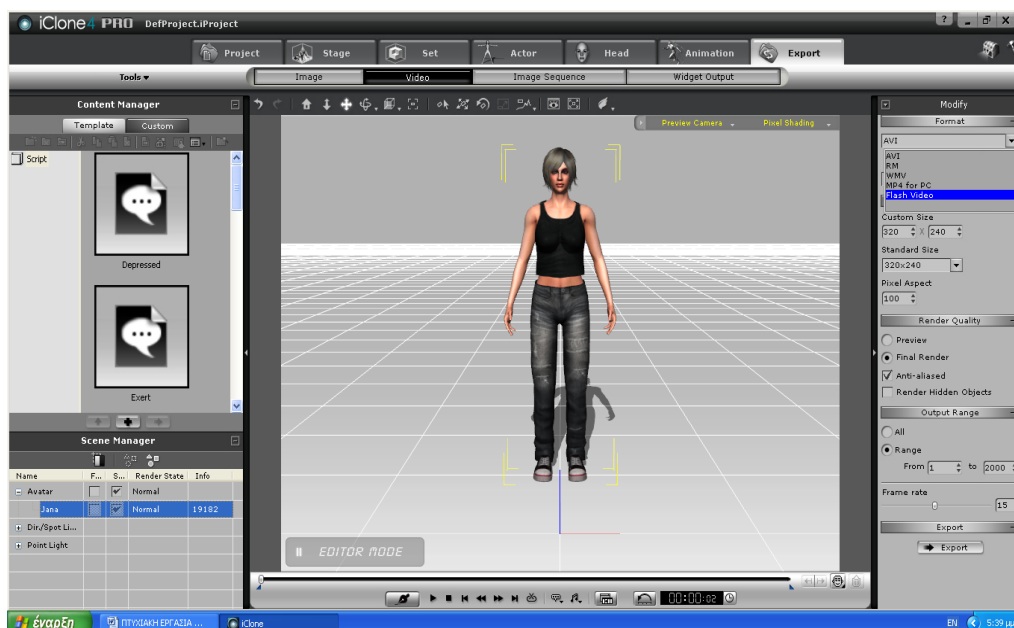 iClone4 PRO DefProject.iProject
Project Stage Set Actor Head Animation Export
Tools Image Video Image Sequence Widget Output
Content Manager
Template Custom
Script
Depressed
Exert
Scene Manager
Name F... S... Render State Info
Avatar Normal
Jana Normal 19182
Dir./Spot Li...
Point Light
Preview Camera Pixel Shading
EDITOR MODE
00:00:02
Modify
Format
AVI
AVI
RM
WMV
MP4 for PC
Flash Video
Custom Size
320 X 240
Standard Size
320x240
Pixel Aspect
100
Render Quality
Preview
Final Render
Anti-aliased
Render Hidden Objects
Output Range
All
Range
From 1 to 2000
Frame rate
15
Export
Export
έναρξη ΠΤΥΧΙΑΚΗ ΕΡΓΑΣΙΑ ... iClone EN 5:39 μμ